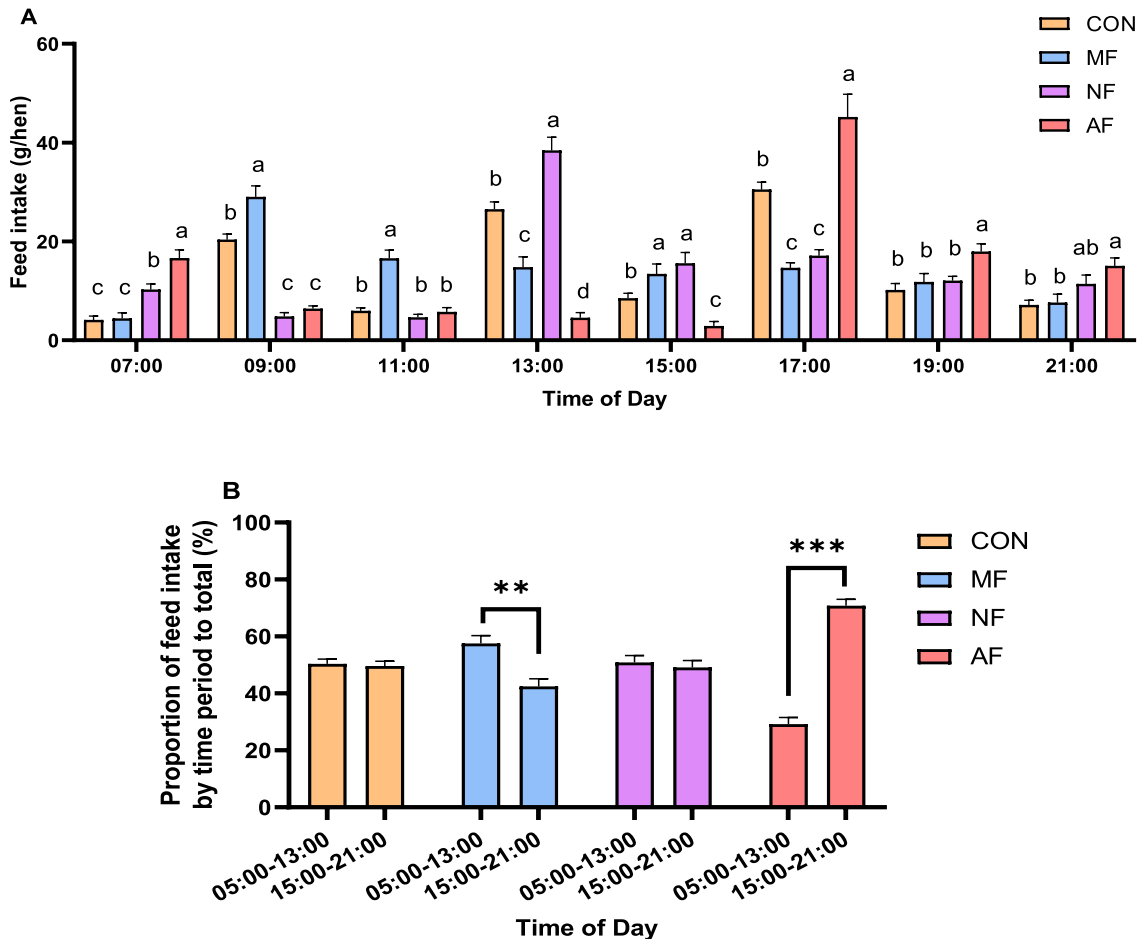 A
CON
MF
NF
AF
Feed intake (g/hen)
60
40
20
0
c c b a
b a c c
b a b b
b c a d
b a a c
b c c a
b b b a
b b ab a
07:00 09:00 11:00 13:00 15:00 17:00 19:00 21:00
Time of Day
B
CON
MF
NF
AF
Proportion of feed intake
by time period to total (%)
100
80
60
40
20
0
**
***
05:00-13:00
15:00-21:00
05:00-13:00
15:00-21:00
05:00-13:00
15:00-21:00
05:00-13:00
15:00-21:00
Time of Day